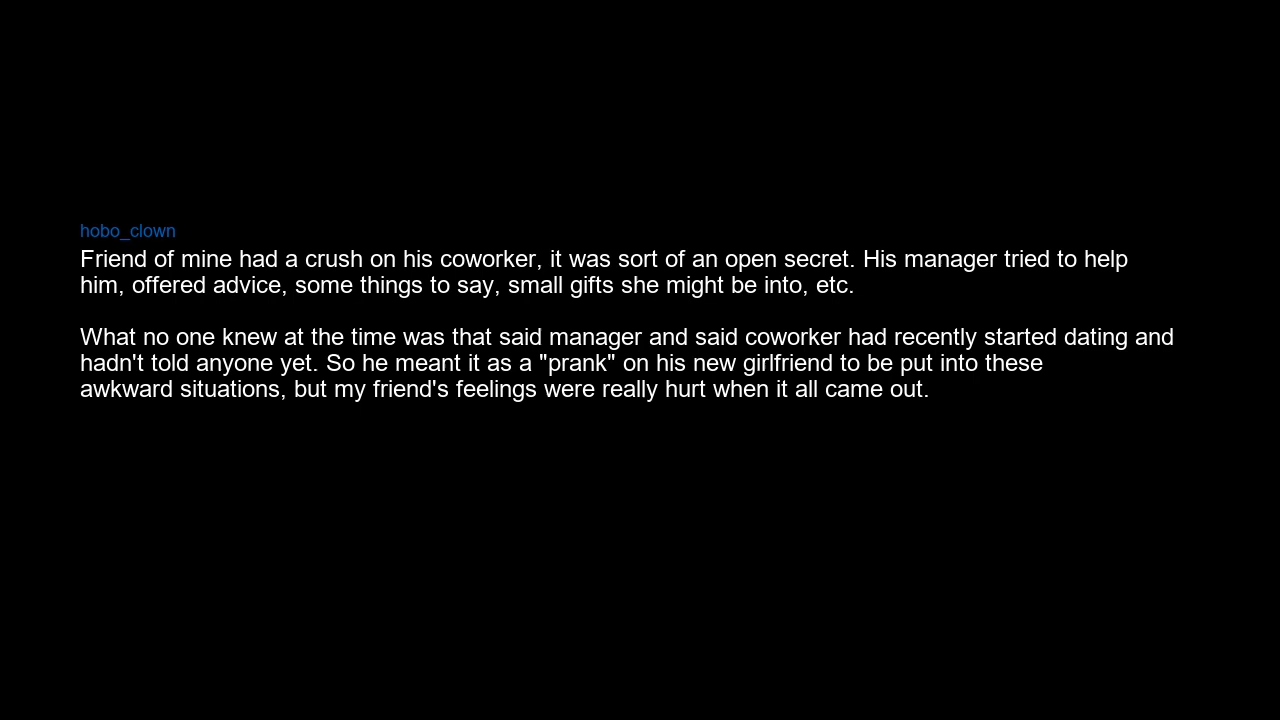 hobo_clown
Friend of mine had a crush on his coworker, it was sort of an open secret. His manager tried to help
him, offered advice, some things to say, small gifts she might be into, etc.
What no one knew at the time was that said manager and said coworker had recently started dating and
hadn't told anyone yet. So he meant it as a "prank" on his new girlfriend to be put into these
awkward situations, but my friend's feelings were really hurt when it all came out.